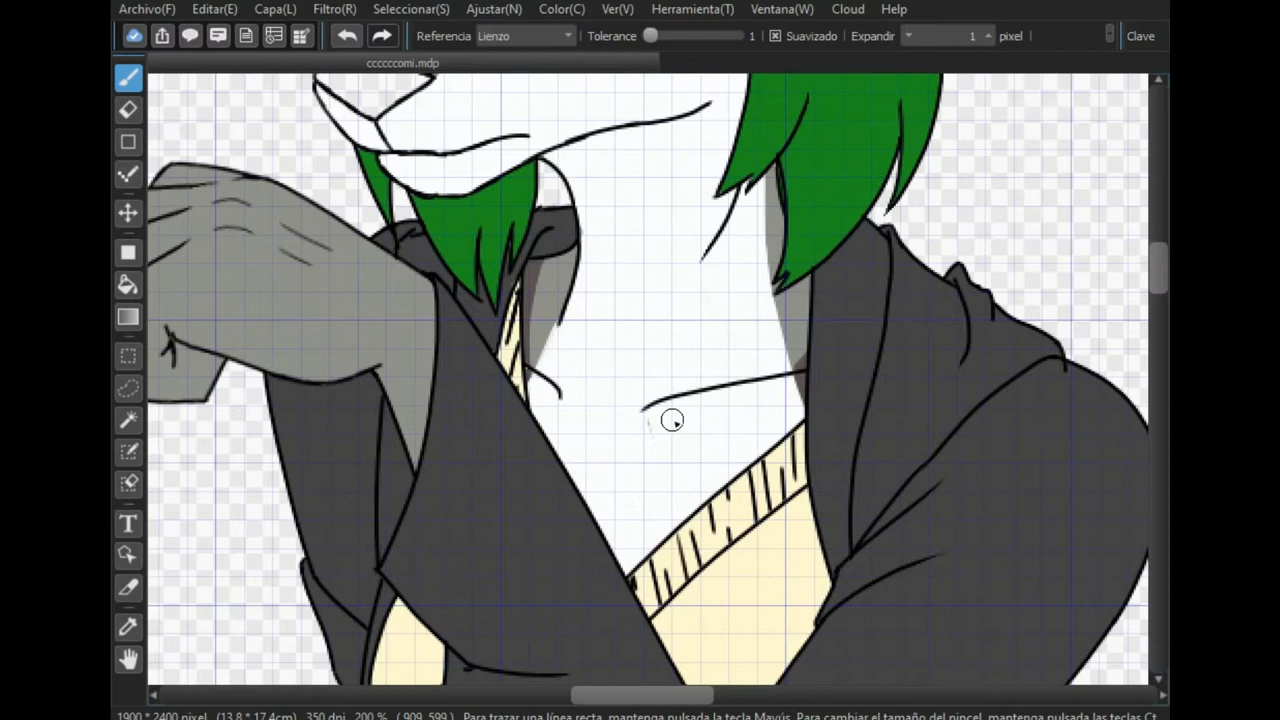 Archivo(F) Editar(E) Capa(L) Filtro(R) Seleccionar(S) Ajustar(N) Color(C) Ver(V) Herramienta(T) Ventana(W) Cloud Help
Referencia Lienzo Tolerance 1 Suavizado Expandir 1 pixel Clave
ccccccomi.mdp
T
1900 * 2400 pixel (13.8 * 17.4cm) 350 dpi 200 % ( 909, 599 ) Para trazar una línea recta, mantenga pulsada la tecla Mayús. Para cambiar el tamaño del pincel, mantenga pulsadas las teclas